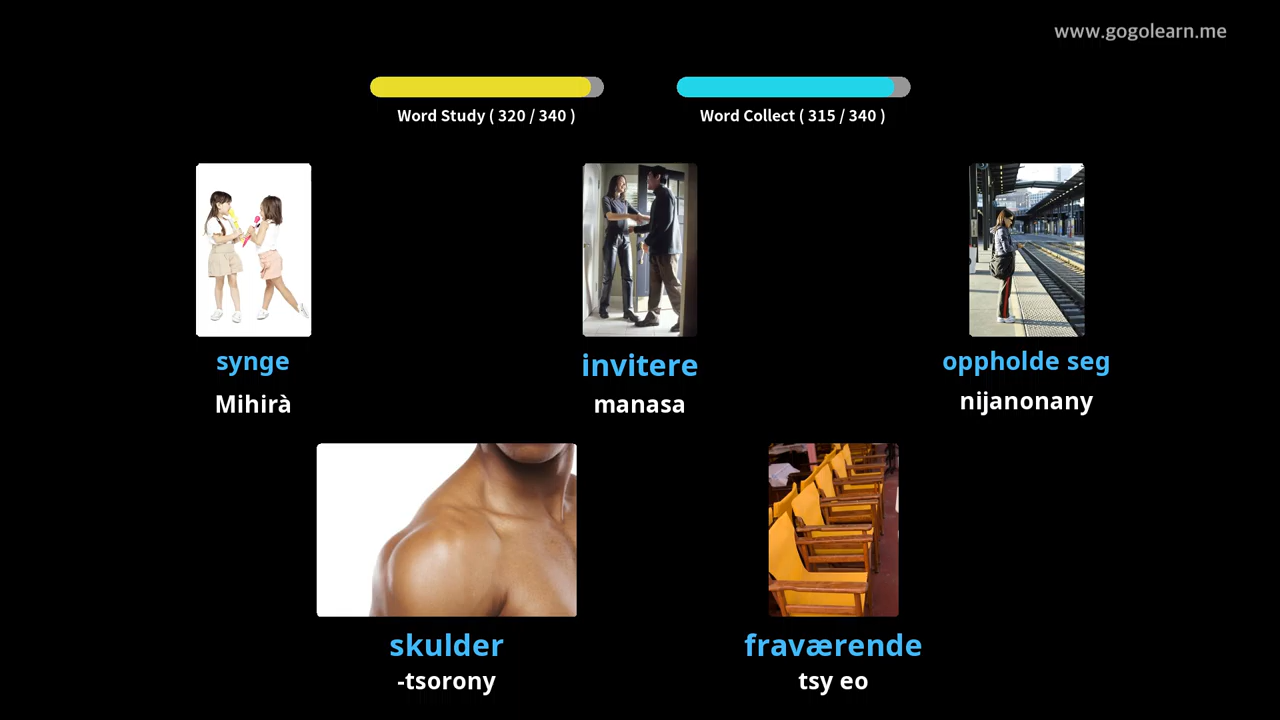 www.gogolearn.me
Word Study ( 320 / 340 )
Word Collect ( 315 / 340 )
synge
Mihirà
invitere
manasa
oppholde seg
nijanonany
skulder
-tsorony
fraværende
tsy eo